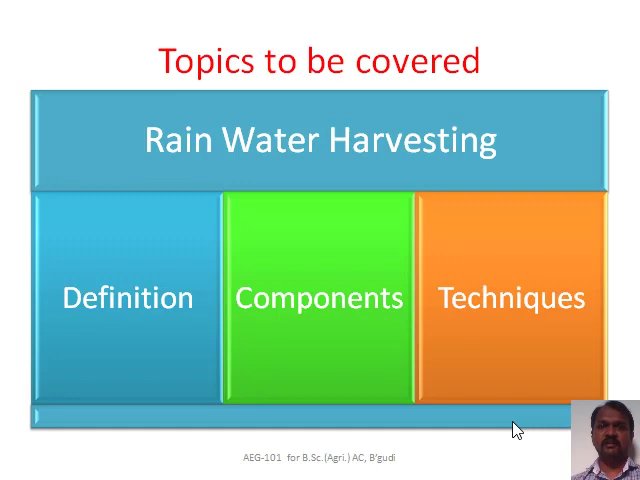 Topics to be covered
Rain Water Harvesting
Definition
Components
Techniques
AEG-101 for B.Sc.(Agri.) AC, B'gudi